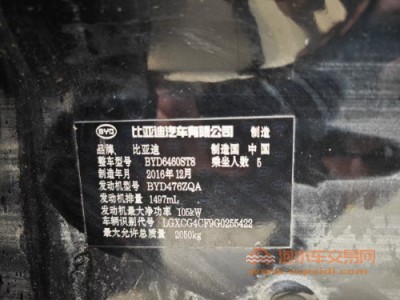 BYD 比亚迪汽车有限公司 制造
品牌 比亚迪 制造国 中国
整车型号 BYD6460ST8 乘坐人数 5
制造年月 2016年12月
发动机型号 BYD476ZQA
发动机排量 1497mL
发动机最大净功率 105kW
车辆识别代号 LGXCG4CF9G0255422
最大允许总质量 2050kg